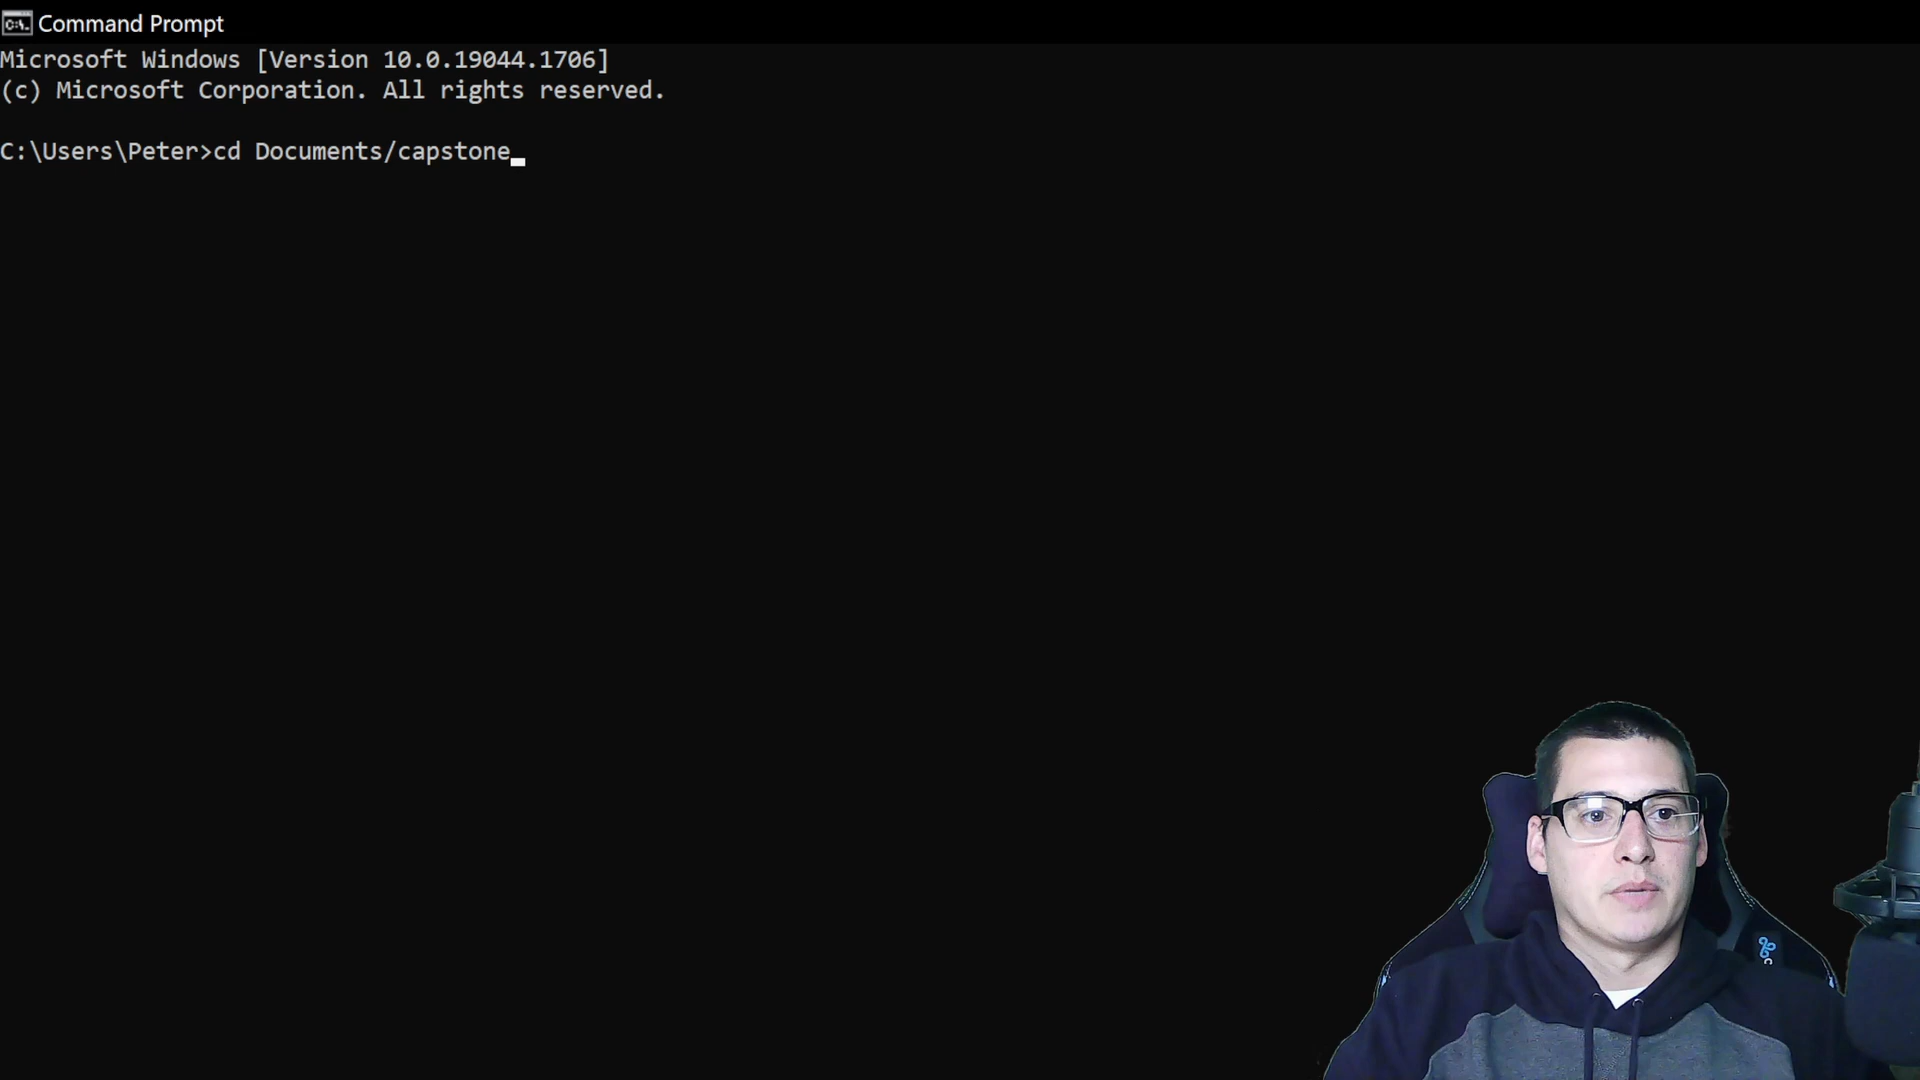 Command Prompt
Microsoft Windows [Version 10.0.19044.1706]
(c) Microsoft Corporation. All rights reserved.
C:\Users\Peter>cd Documents/capstone